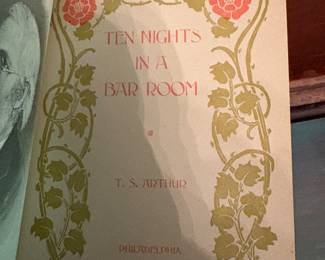 TEN NIGHTS
IN A
BAR ROOM
T. S. ARTHUR
PHILADELPHIA